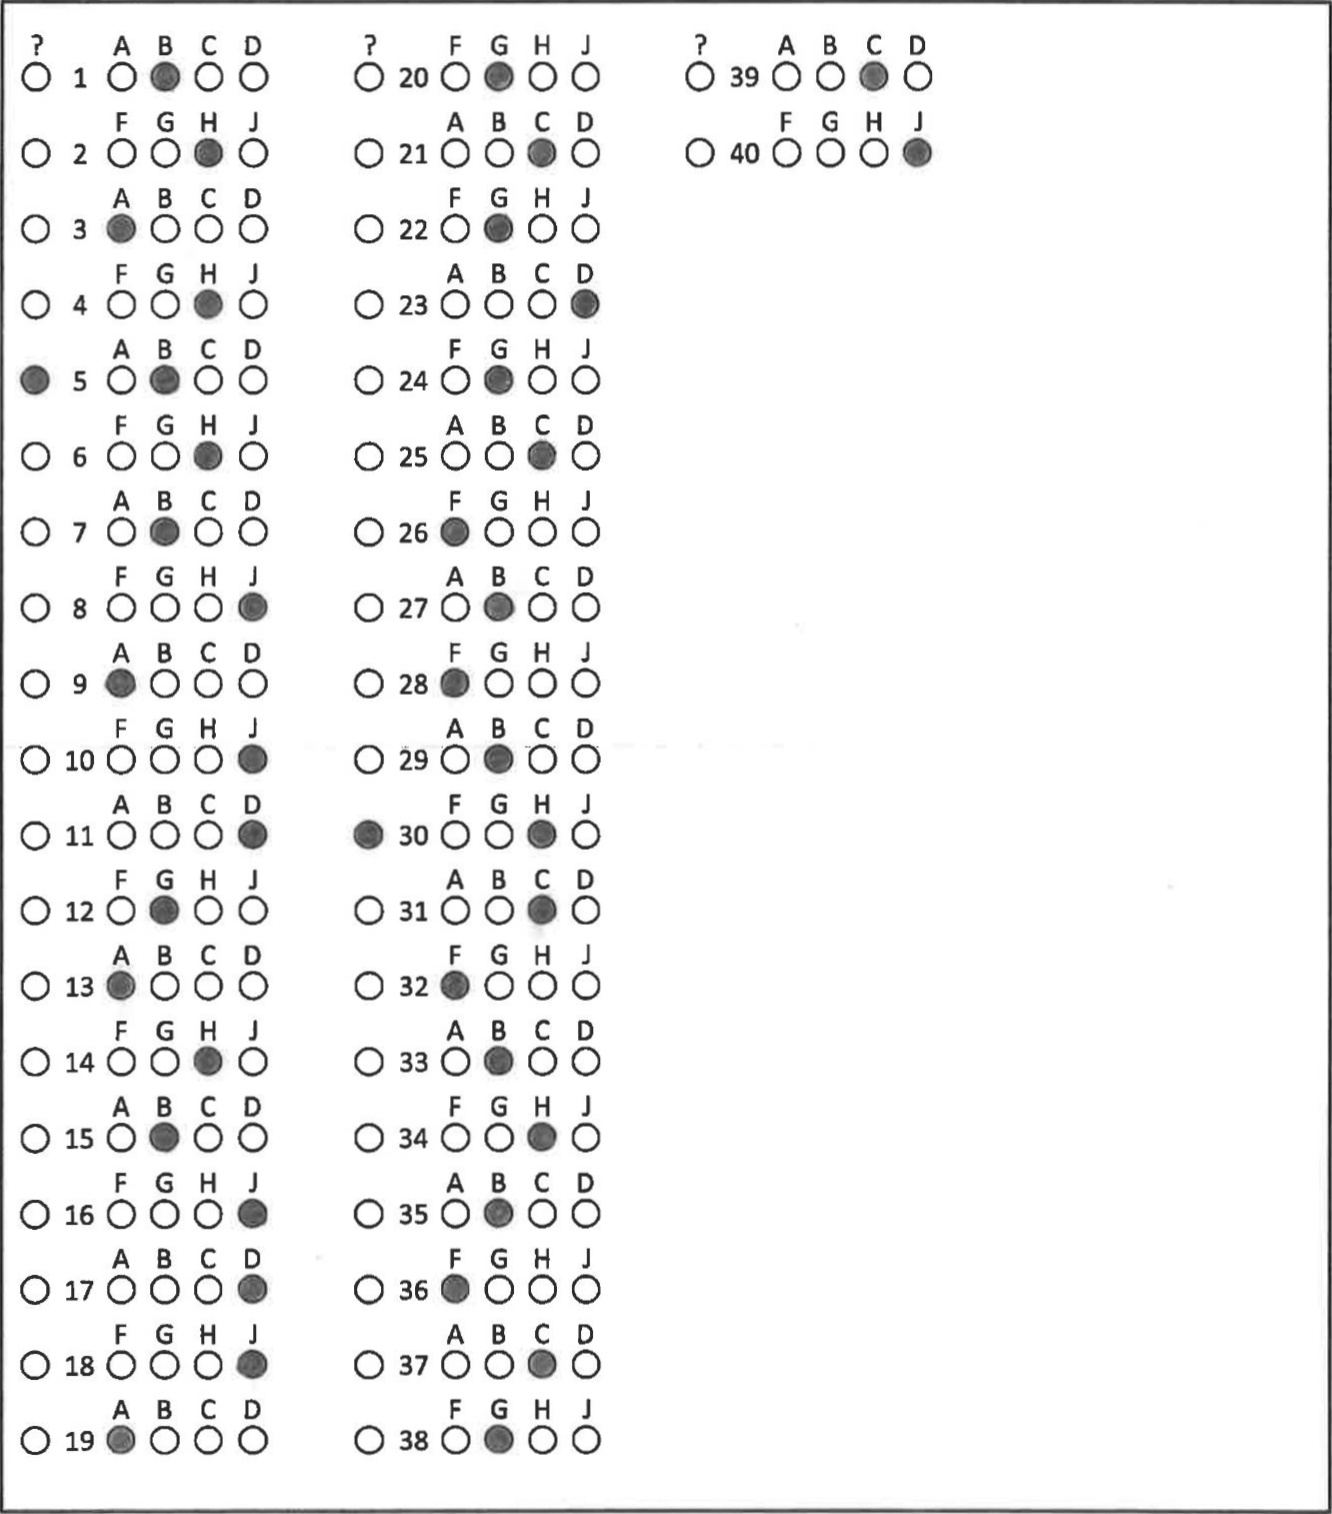 ? A B C D
1
F G H J
2
A B C D
3
F G H J
4
A B C D
5
F G H J
6
A B C D
7
F G H J
8
A B C D
9
F G H J
10
A B C D
11
F G H J
12
A B C D
13
F G H J
14
A B C D
15
F G H J
16
A B C D
17
F G H J
18
A B C D
19
? F G H J
20
A B C D
21
F G H J
22
A B C D
23
F G H J
24
A B C D
25
F G H J
26
A B C D
27
F G H J
28
A B C D
29
F G H J
30
A B C D
31
F G H J
32
A B C D
33
F G H J
34
A B C D
35
F G H J
36
A B C D
37
F G H J
38
? A B C D
39
F G H J
40